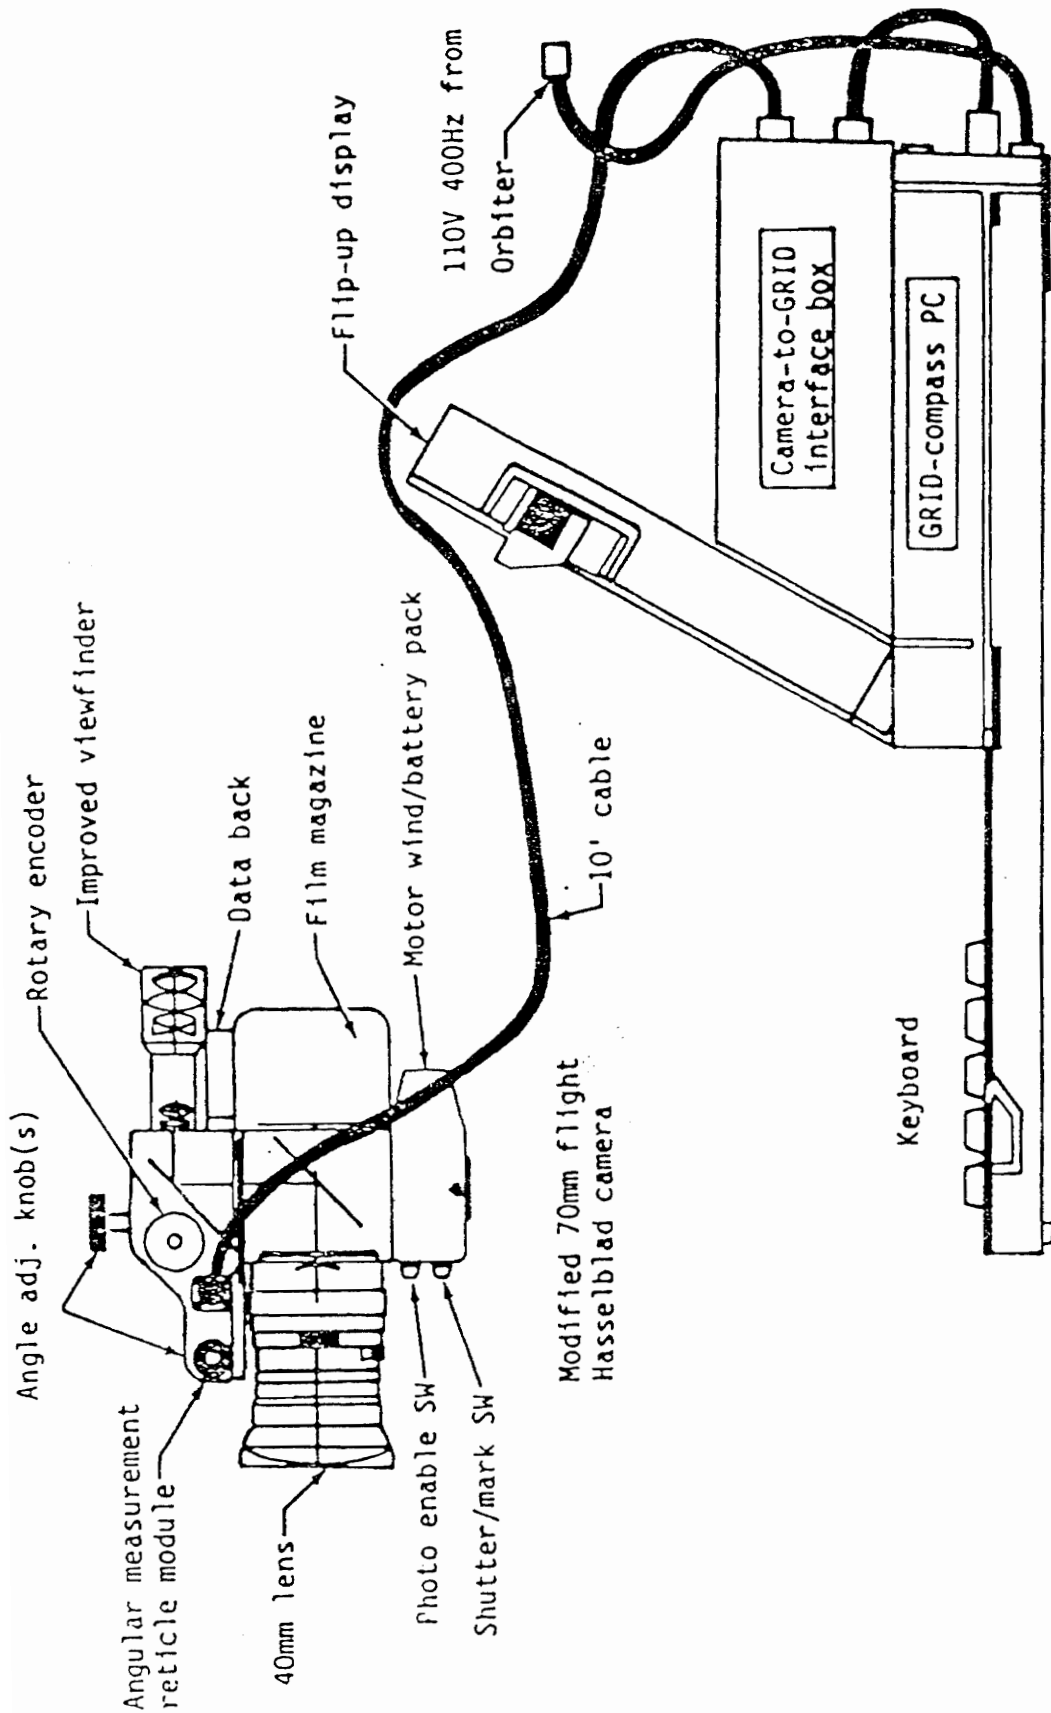 Angle adj. knob(s)
Rotary encoder
Improved viewfinder
Angular measurement
reticle module
Data back
Film magazine
Motor wind/battery pack
40mm lens
Photo enable SW
Shutter/mark SW
10' cable
Modified 70mm flight
Hasselblad camera
Flip-up display
110V 400Hz from
Orbiter
Camera-to-GRID
interface box
GRID-compass PC
Keyboard